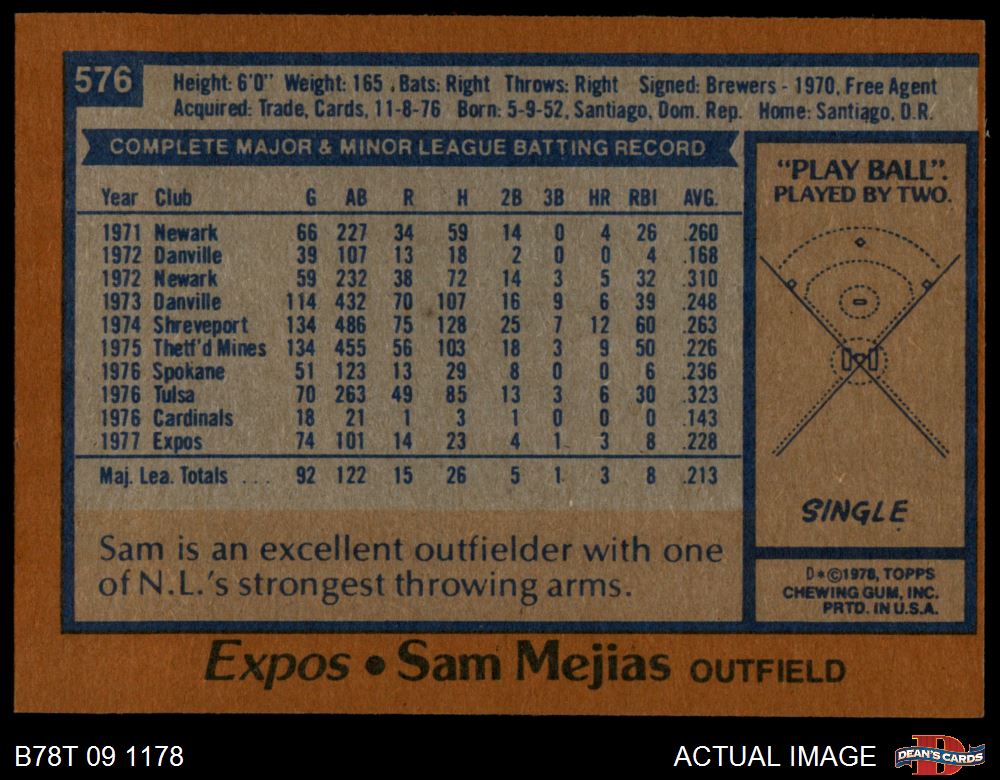 576
Height: 6'0" Weight: 165 . Bats: Right Throws: Right Signed: Brewers - 1970, Free Agent
Acquired: Trade, Cards, 11-8-76 Born: 5-9-52, Santiago, Dom. Rep. Home: Santiago, D.R.
COMPLETE MAJOR & MINOR LEAGUE BATTING RECORD
Year Club G AB R H 2B 3B HR RBI AVG.
1971 Newark 66 227 34 59 14 0 4 26 .260
1972 Danville 39 107 13 18 2 0 0 4 .168
1972 Newark 59 232 38 72 14 3 5 32 .310
1973 Danville 114 432 70 107 16 9 6 39 .248
1974 Shreveport 134 486 75 128 25 7 12 60 .263
1975 Thetf'd Mines 134 455 56 103 18 3 9 50 .226
1976 Spokane 51 123 13 29 8 0 0 6 .236
1976 Tulsa 70 263 49 85 13 3 6 30 .323
1976 Cardinals 18 21 1 3 1 0 0 0 .143
1977 Expos 74 101 14 23 4 1 3 8 .228
Maj. Lea. Totals ... 92 122 15 26 5 1 3 8 .213
Sam is an excellent outfielder with one
of N.L.'s strongest throwing arms.
"PLAY BALL".
PLAYED BY TWO.
SINGLE
D*©1978, TOPPS
CHEWING GUM, INC.
PRTD. IN U.S.A.
Expos • Sam Mejias OUTFIELD
B78T 09 1178
ACTUAL IMAGE
DEAN'S CARDS